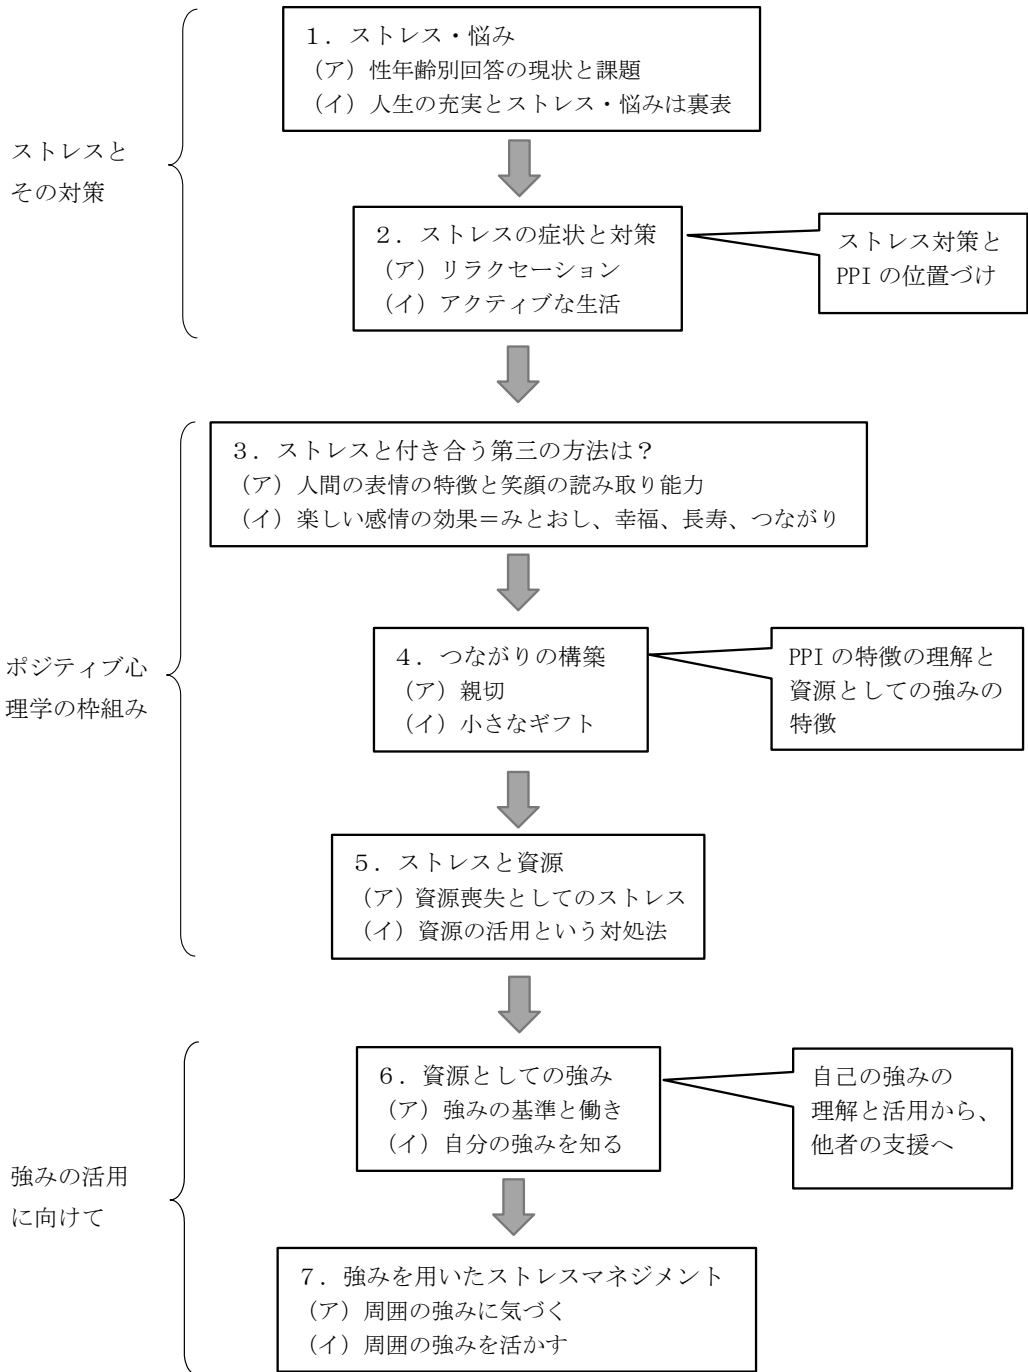 ストレスと
その対策
１．ストレス・悩み
（ア）性年齢別回答の現状と課題
（イ）人生の充実とストレス・悩みは裏表
２．ストレスの症状と対策
（ア）リラクセーション
（イ）アクティブな生活
ストレス対策と
PPI の位置づけ
ポジティブ心
理学の枠組み
３．ストレスと付き合う第三の方法は？
（ア）人間の表情の特徴と笑顔の読み取り能力
（イ）楽しい感情の効果＝みとおし、幸福、長寿、つながり
４．つながりの構築
（ア）親切
（イ）小さなギフト
PPI の特徴の理解と
資源としての強みの
特徴
５．ストレスと資源
（ア）資源喪失としてのストレス
（イ）資源の活用という対処法
強みの活用
に向けて
６．資源としての強み
（ア）強みの基準と働き
（イ）自分の強みを知る
自己の強みの
理解と活用から、
他者の支援へ
７．強みを用いたストレスマネジメント
（ア）周囲の強みに気づく
（イ）周囲の強みを活かす